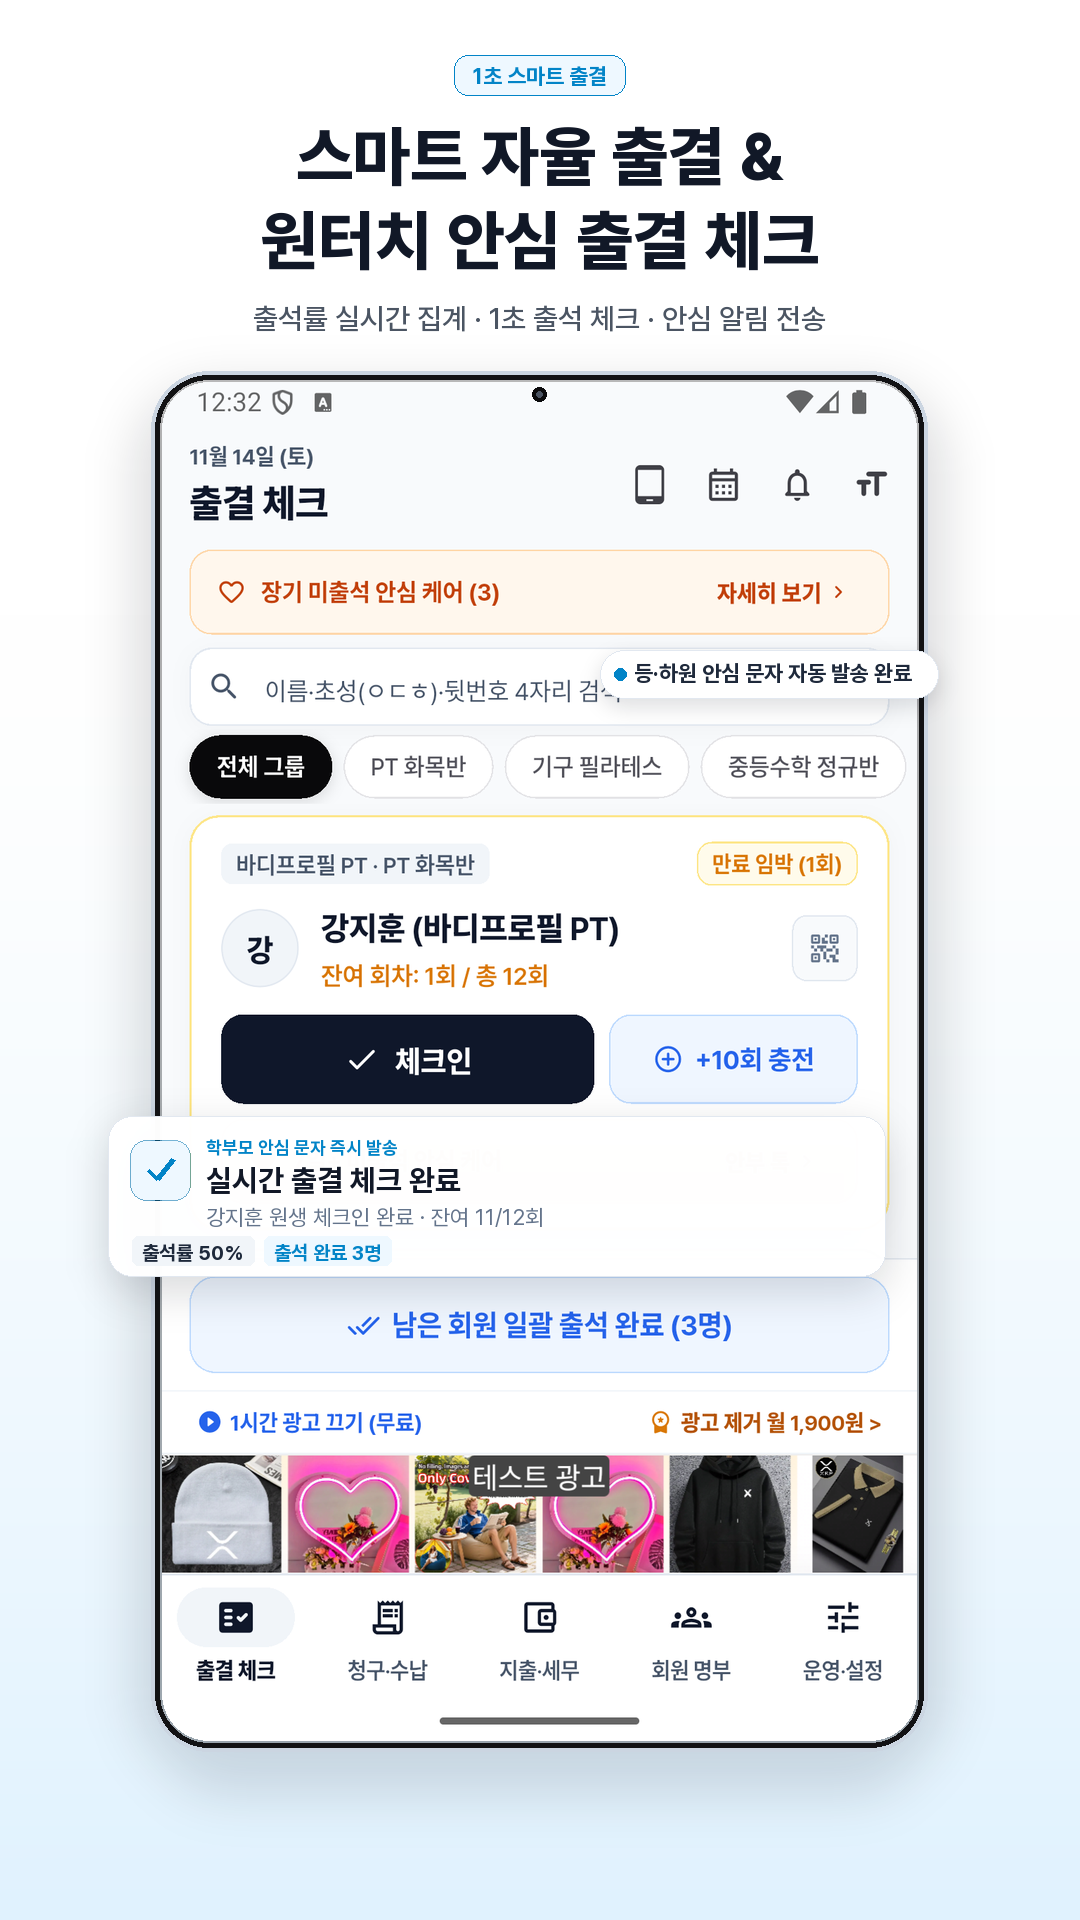 1초 스마트 출결
스마트 자율 출결 &
원터치 안심 출결 체크
출석률 실시간 집계 · 1초 출석 체크 · 안심 알림 전송
12:32
11월 14일 (토)
출결 체크
장기 미출석 안심 케어 (3)
자세히 보기 >
등·하원 안심 문자 자동 발송 완료
이름·초성(ㅇㄷㅎ)·뒷번호 4자리
전체 그룹
PT 화목반
기구 필라테스
중등수학 정규반
바디프로필 PT · PT 화목반
만료 임박 (1회)
강
강지훈 (바디프로필 PT)
잔여 회차: 1회 / 총 12회
체크인
+10회 충전
학부모 안심 문자 즉시 발송
실시간 출결 체크 완료
강지훈 원생 체크인 완료 · 잔여 11/12회
출석률 50%
출석 완료 3명
남은 회원 일괄 출석 완료 (3명)
1시간 광고 끄기 (무료)
광고 제거 월 1,900원 >
테스트 광고
출결 체크
청구·수납
지출·세무
회원 명부
운영·설정